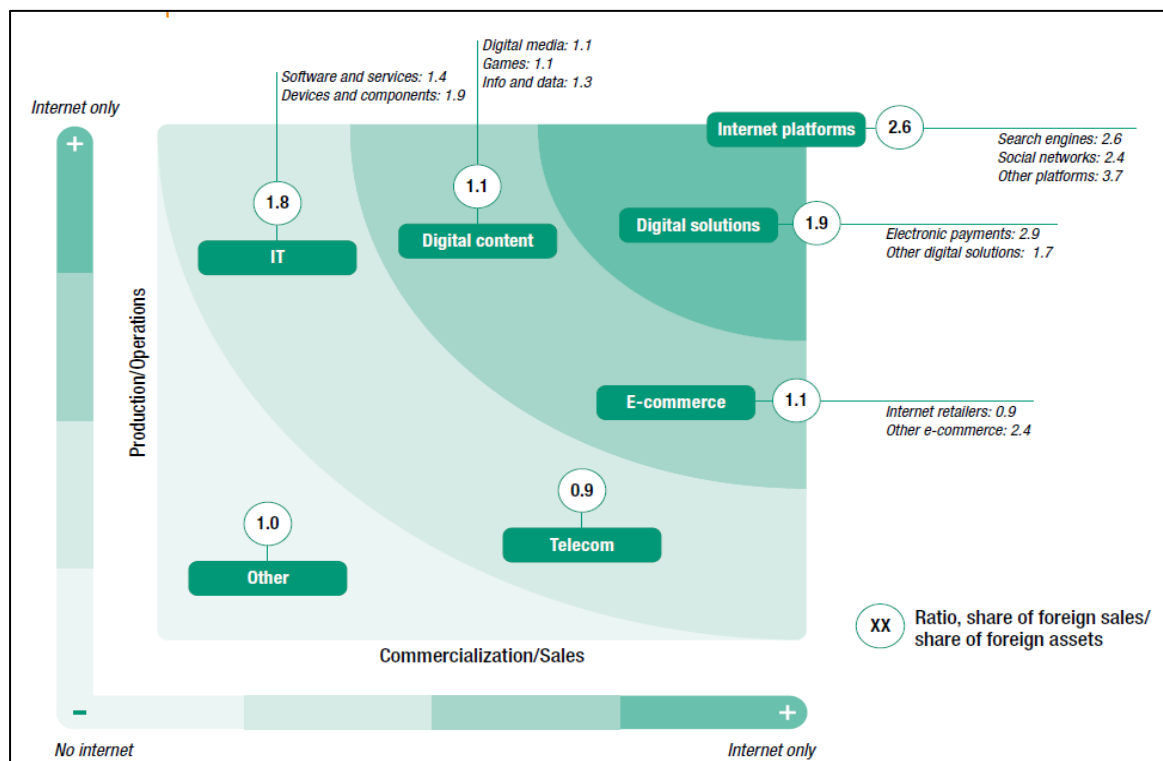 Digital media: 1.1
Games: 1.1
Info and data: 1.3
Software and services: 1.4
Devices and components: 1.9
Internet only
+
Internet platforms
2.6
Search engines: 2.6
Social networks: 2.4
Other platforms: 3.7
1.8
IT
1.1
Digital content
Digital solutions
1.9
Electronic payments: 2.9
Other digital solutions: 1.7
Production/Operations
E-commerce
1.1
Internet retailers: 0.9
Other e-commerce: 2.4
0.9
Telecom
1.0
Other
XX
Ratio, share of foreign sales/
share of foreign assets
Commercialization/Sales
-
+
No internet
Internet only